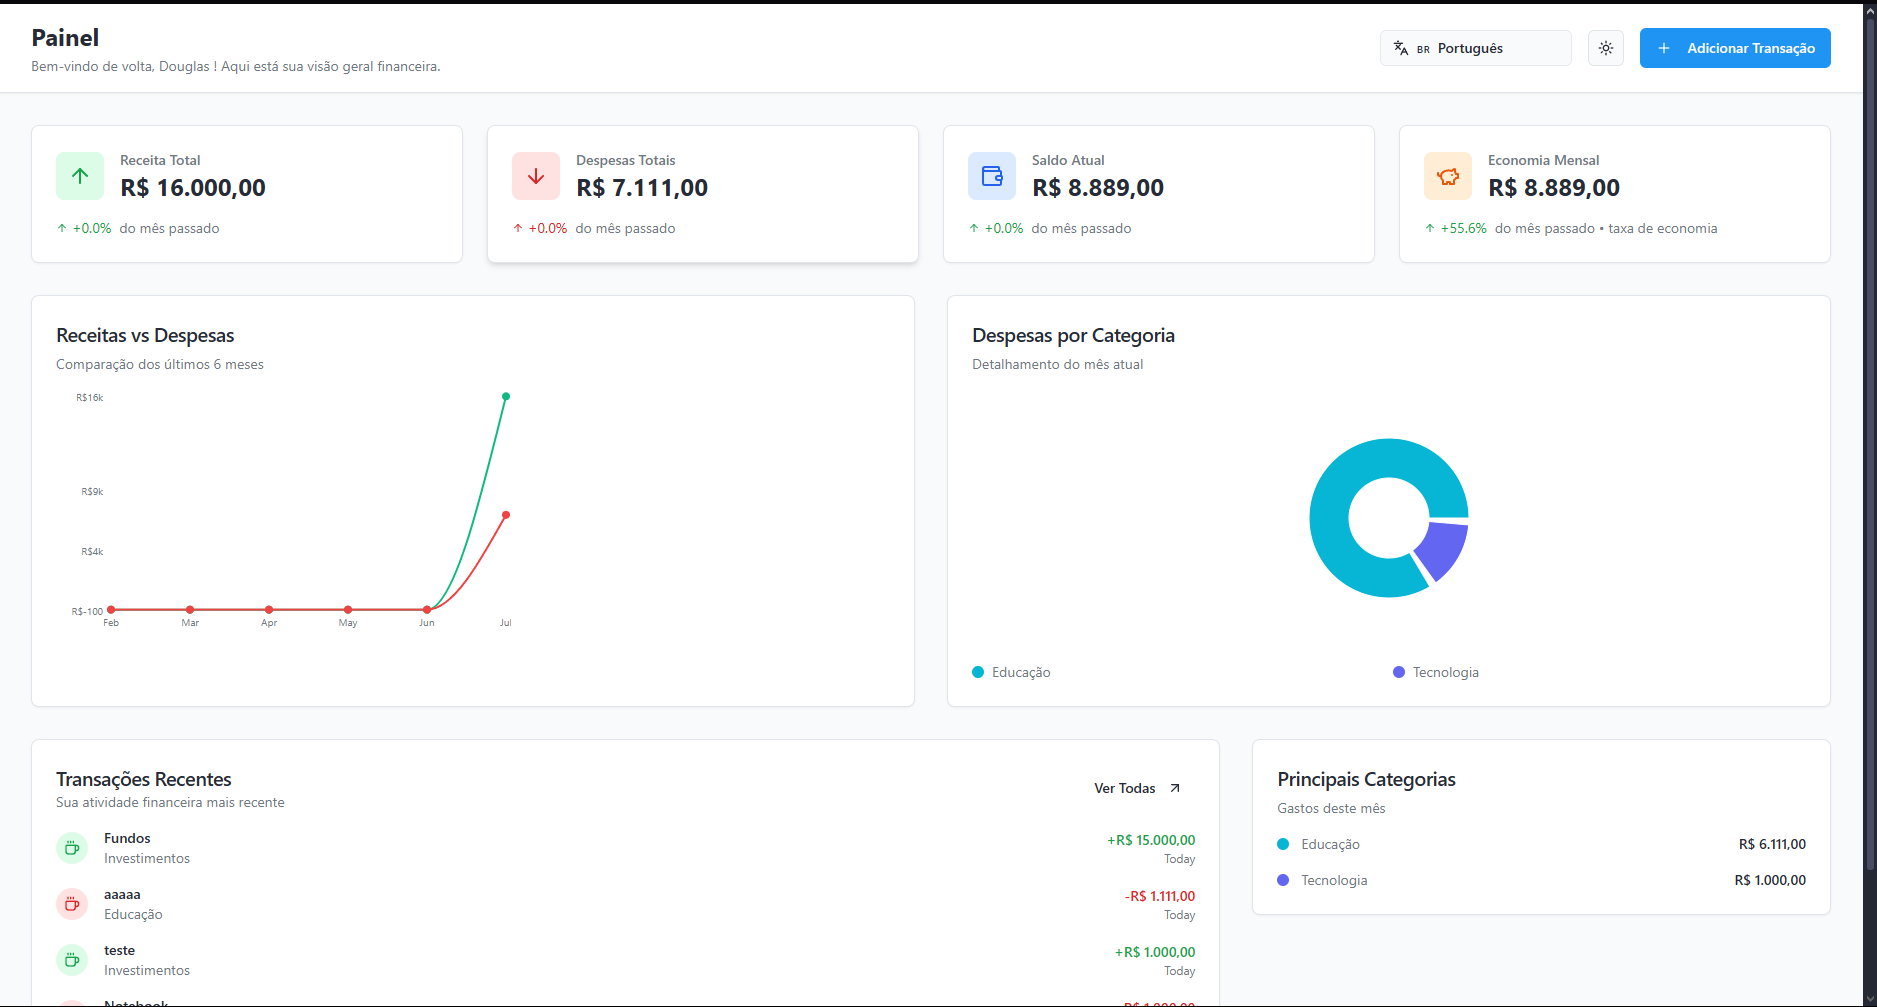 Painel
Bem-vindo de volta, Douglas ! Aqui está sua visão geral financeira.
BR Português
Adicionar Transação
Receita Total
R$ 16.000,00
+0.0% do mês passado
Despesas Totais
R$ 7.111,00
+0.0% do mês passado
Saldo Atual
R$ 8.889,00
+0.0% do mês passado
Economia Mensal
R$ 8.889,00
+55.6% do mês passado • taxa de economia
Receitas vs Despesas
Comparação dos últimos 6 meses
R$16k
R$9k
R$4k
R$-100
Feb Mar Apr May Jun Jul
Despesas por Categoria
Detalhamento do mês atual
Educação
Tecnologia
Transações Recentes
Sua atividade financeira mais recente
Ver Todas
Fundos
Investimentos
+R$ 15.000,00
Today
aaaaa
Educação
-R$ 1.111,00
Today
teste
Investimentos
+R$ 1.000,00
Today
Notebook
Principais Categorias
Gastos deste mês
Educação
R$ 6.111,00
Tecnologia
R$ 1.000,00